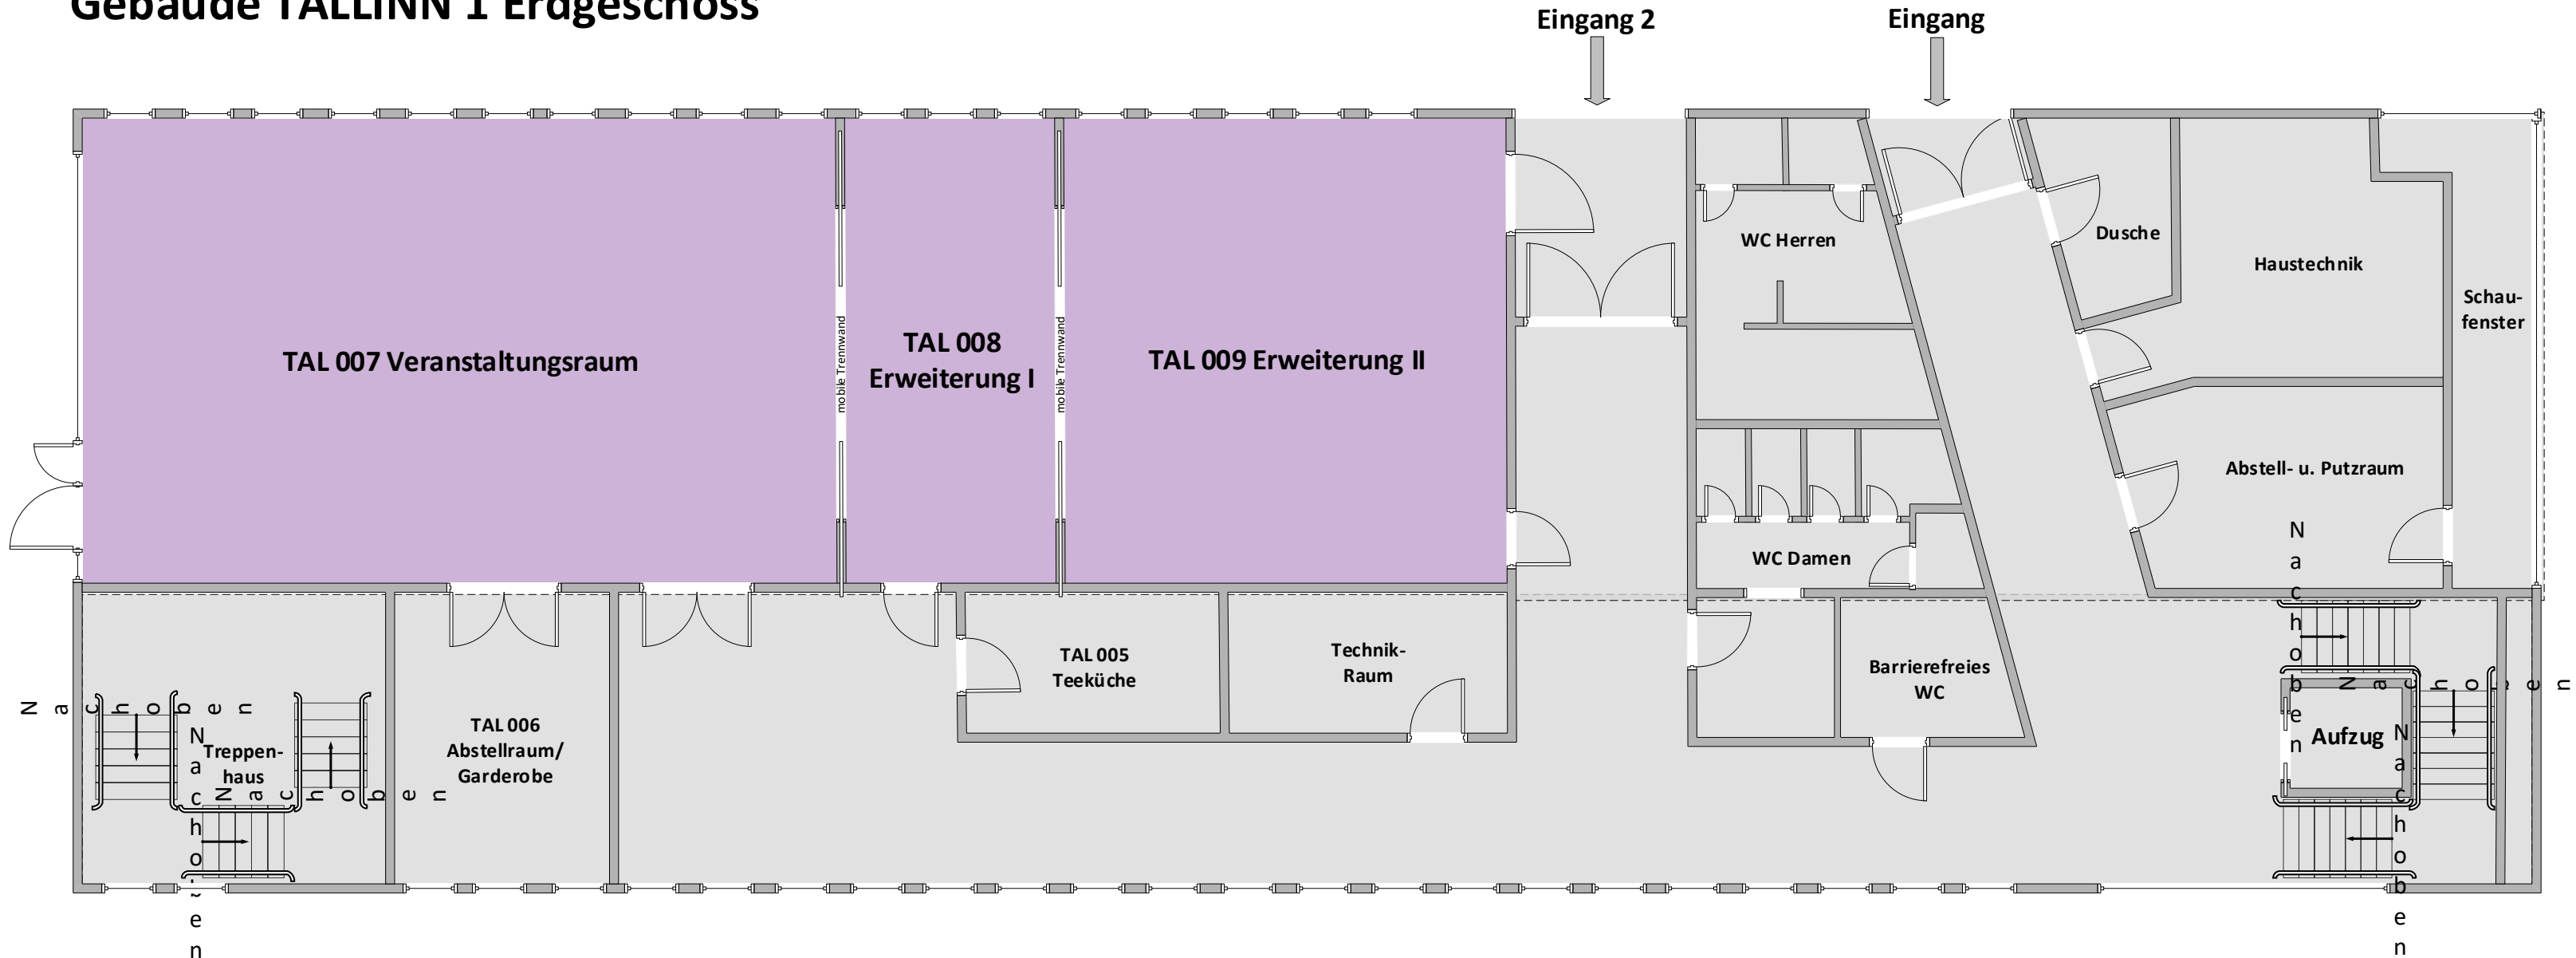 Gebäude TALLINN 1 Erdgeschoss
Eingang 2
Eingang
TAL 007 Veranstaltungsraum
mobile Trennwand
TAL 008
Erweiterung I
mobile Trennwand
TAL 009 Erweiterung II
WC Herren
Dusche
Haustechnik
Schau-
fenster
Abstell- u. Putzraum
WC Damen
TAL 005
Teeküche
Technik-
Raum
Barrierefreies
WC
TAL 006
Abstellraum/
Garderobe
Treppen-
haus
Nach oben
Nach oben
Nach oben
Aufzug
Nach oben
Nach oben
Nach oben